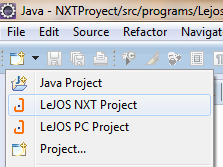 Java - NXTProyect/src/programs/Lejos
File Edit Source Refactor Navigat
Java Project
LeJOS NXT Project
LeJOS PC Project
Project...